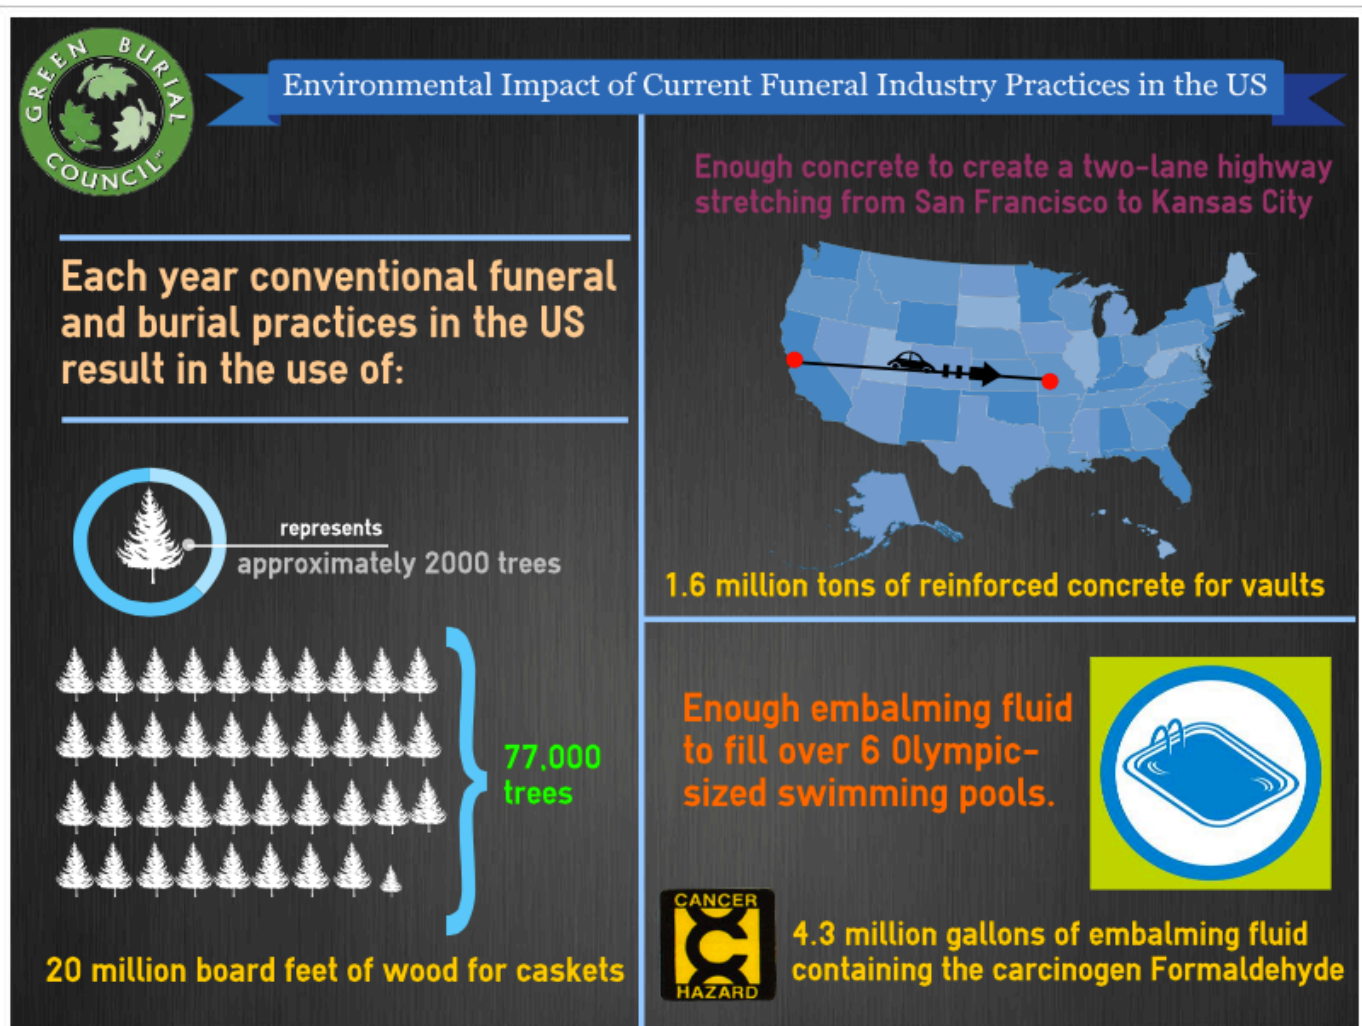 GREEN BURIAL COUNCIL
Environmental Impact of Current Funeral Industry Practices in the US
Each year conventional funeral
and burial practices in the US
result in the use of:
represents
approximately 2000 trees
77,000
trees
20 million board feet of wood for caskets
Enough concrete to create a two-lane highway
stretching from San Francisco to Kansas City
1.6 million tons of reinforced concrete for vaults
Enough embalming fluid
to fill over 6 Olympic-
sized swimming pools.
CANCER
C
HAZARD
4.3 million gallons of embalming fluid
containing the carcinogen Formaldehyde